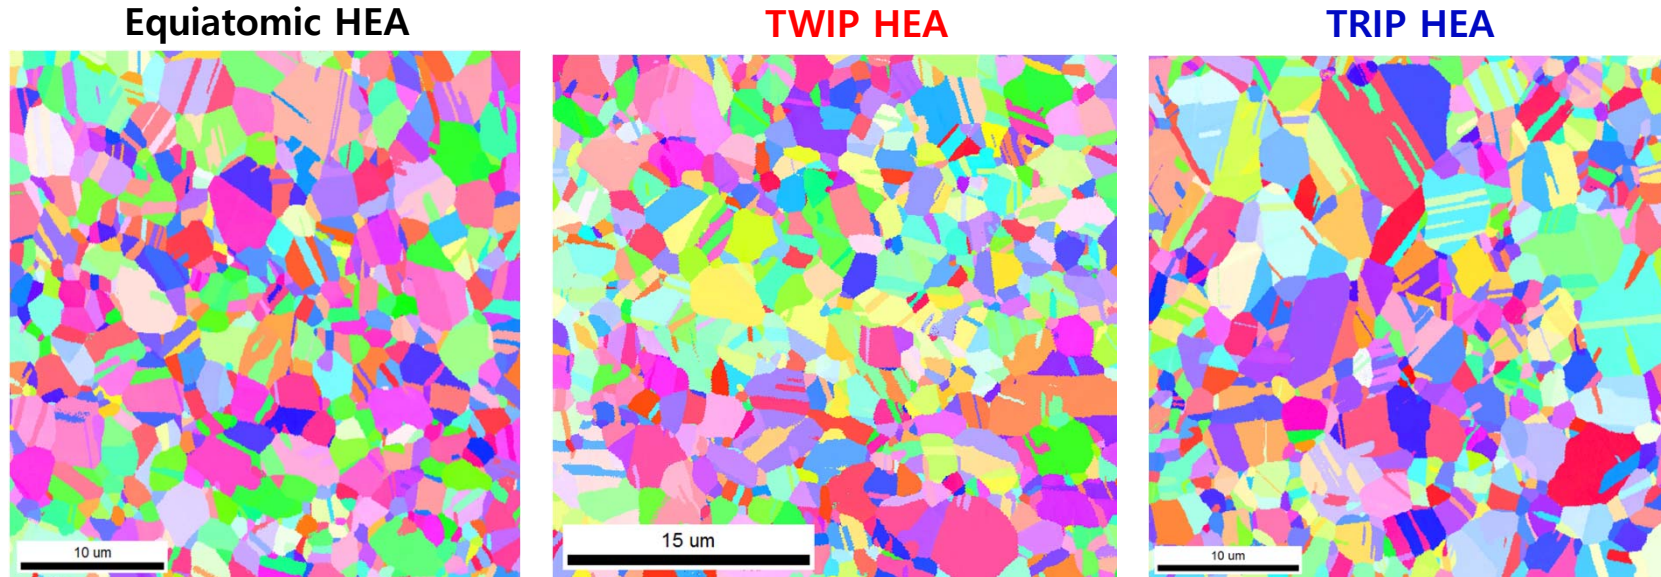 Equiatomic HEA
TWIP HEA
TRIP HEA
10 um
15 um
10 um